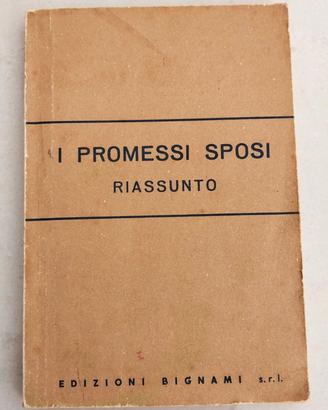 I PROMESSI SPOSI
RIASSUNTO
EDIZIONI BIGNAMI s.r.l.